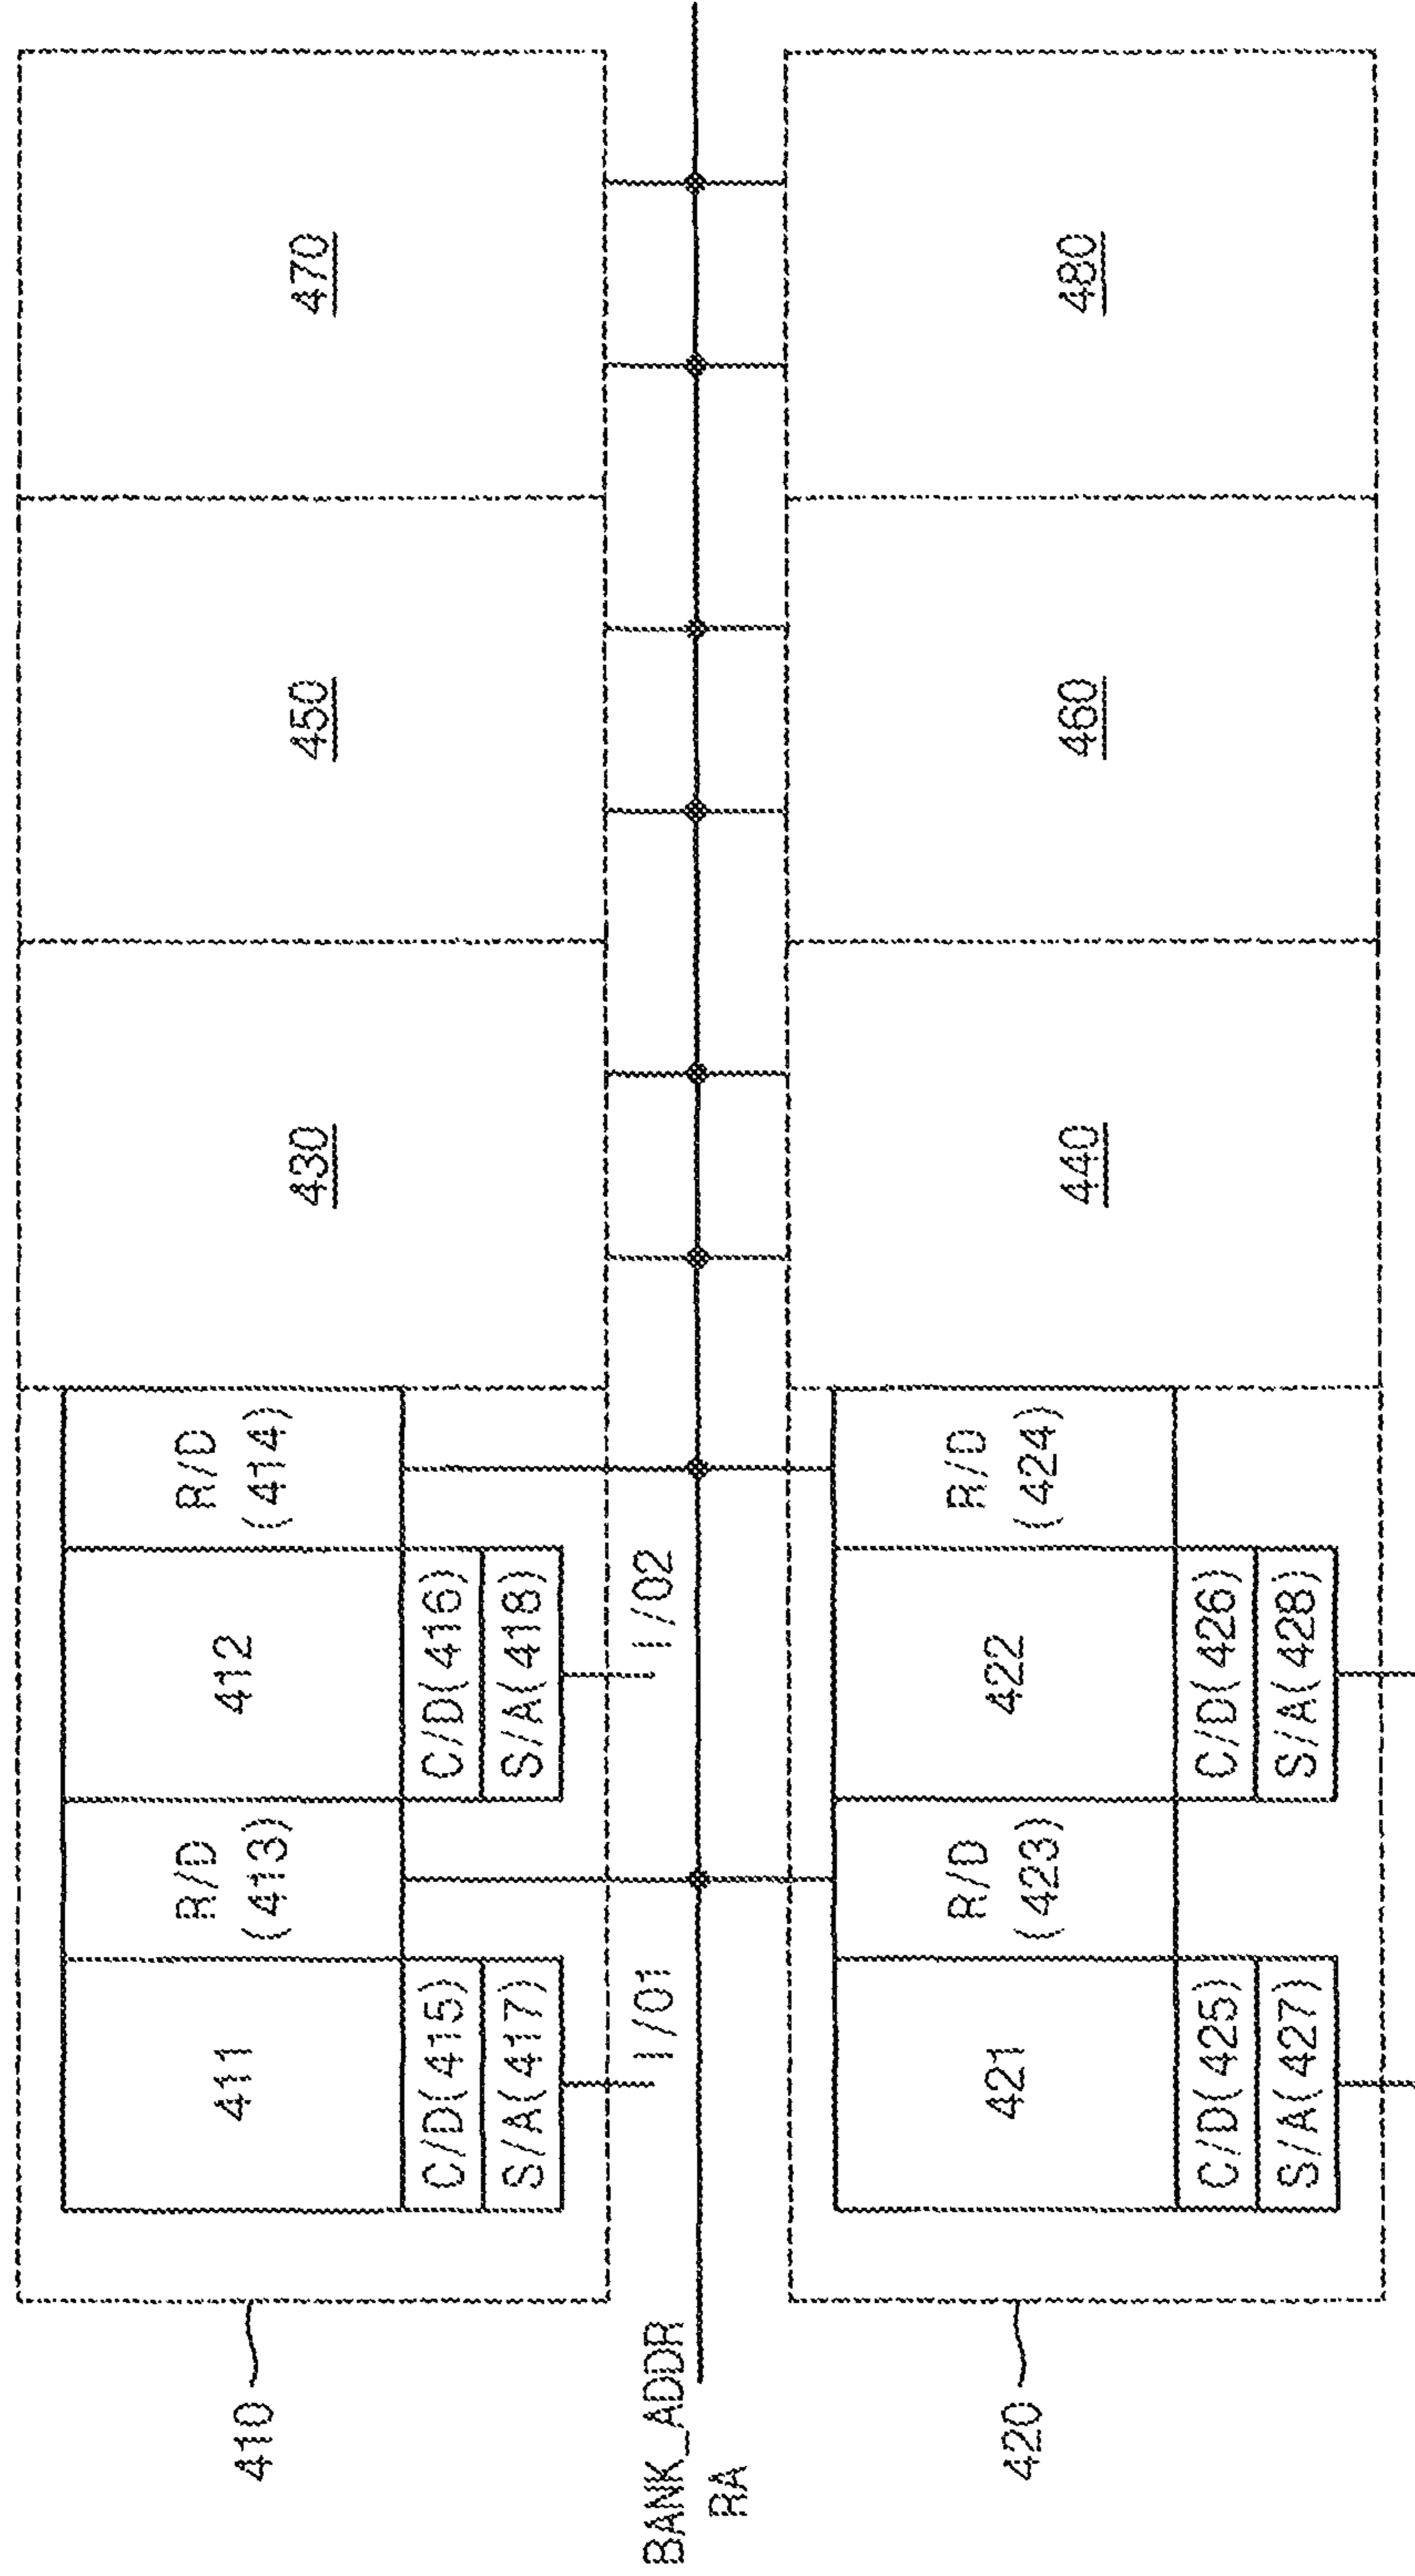 410
411
R/D
(413)
412
R/D
(414)
430
450
470
C/D(415)
S/A(417)
C/D(416)
S/A(418)
I/O1
I/O2
BANK_ADDR
RA
420
421
R/D
(423)
422
R/D
(424)
440
460
480
C/D(425)
S/A(427)
C/D(426)
S/A(428)